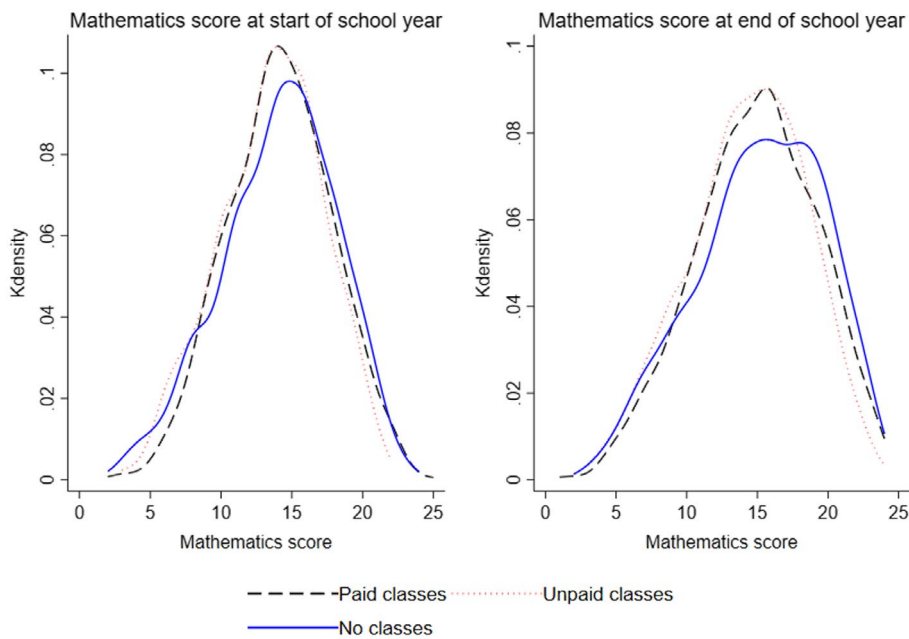 Mathematics score at start of school year
Kdensity
0 .02 .04 .06 .08 .1
0 5 10 15 20 25
Mathematics score
Mathematics score at end of school year
Kdensity
0 .02 .04 .06 .08 .1
0 5 10 15 20 25
Mathematics score
Paid classes Unpaid classes
No classes